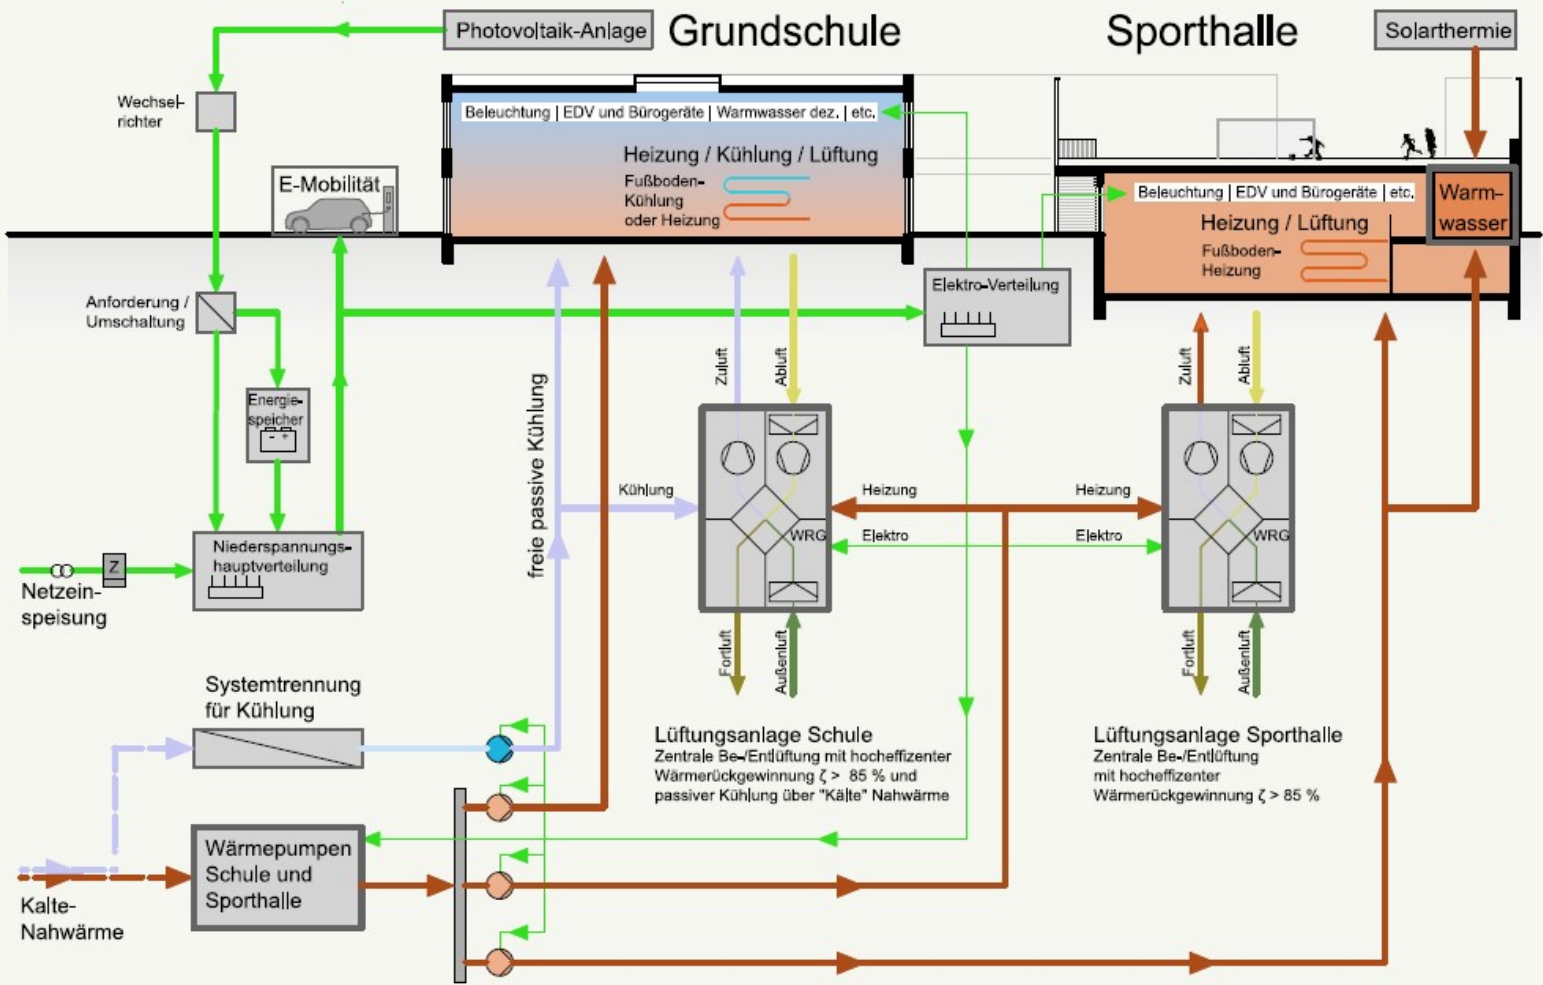 Photovoltaik-Anlage
Grundschule
Sporthalle
Solarthermie
Wechsel-
richter
Beleuchtung | EDV und Bürogeräte | Warmwasser dez. | etc.
Heizung / Kühlung / Lüftung
Fußboden-
Kühlung
oder Heizung
E-Mobilität
Beleuchtung | EDV und Bürogeräte | etc.
Warm-
wasser
Heizung / Lüftung
Fußboden-
Heizung
Anforderung /
Umschaltung
Elektro-Verteilung
Energie-
speicher
- +
freie passive Kühlung
Zuluft
Abluft
Zuluft
Abluft
Kühlung
Heizung
Heizung
WRG
Elektro
Elektro
WRG
Niederspannungs-
hauptverteilung
Z
Netzein-
speisung
Fortluft
Außenluft
Fortluft
Außenluft
Systemtrennung
für Kühlung
Lüftungsanlage Schule
Zentrale Be-/Entlüftung mit hocheffizenter
Wärmerückgewinnung ζ > 85 % und
passiver Kühlung über "Kälte" Nahwärme
Lüftungsanlage Sporthalle
Zentrale Be-/Entlüftung
mit hocheffizenter
Wärmerückgewinnung ζ > 85 %
Wärmepumpen
Schule und
Sporthalle
Kalte-
Nahwärme